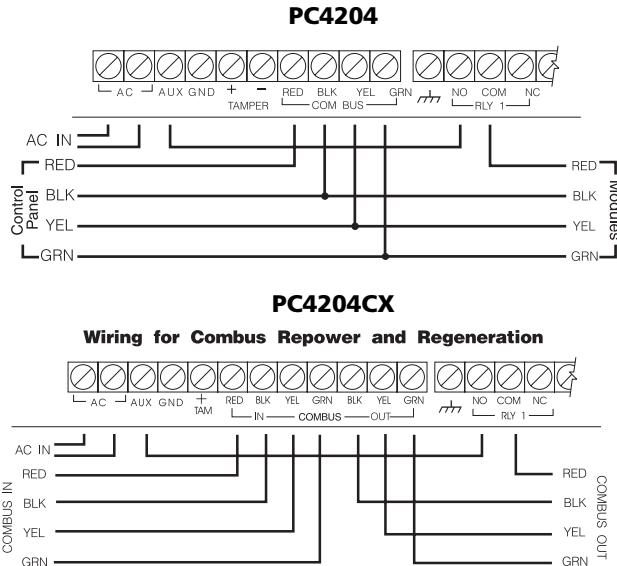 PC4204
AC AUX GND + − RED BLK YEL GRN NO COM NC
TAMPER COM BUS RLY 1
AC IN
RED RED
BLK BLK
YEL YEL
GRN GRN
Control Panel
Modules
PC4204CX
Wiring for Combus Repower and Regeneration
AC AUX GND + RED BLK YEL GRN BLK YEL GRN NO COM NC
TAM IN COMBUS OUT RLY 1
AC IN
RED RED
BLK BLK
YEL YEL
GRN GRN
COMBUS IN
COMBUS OUT